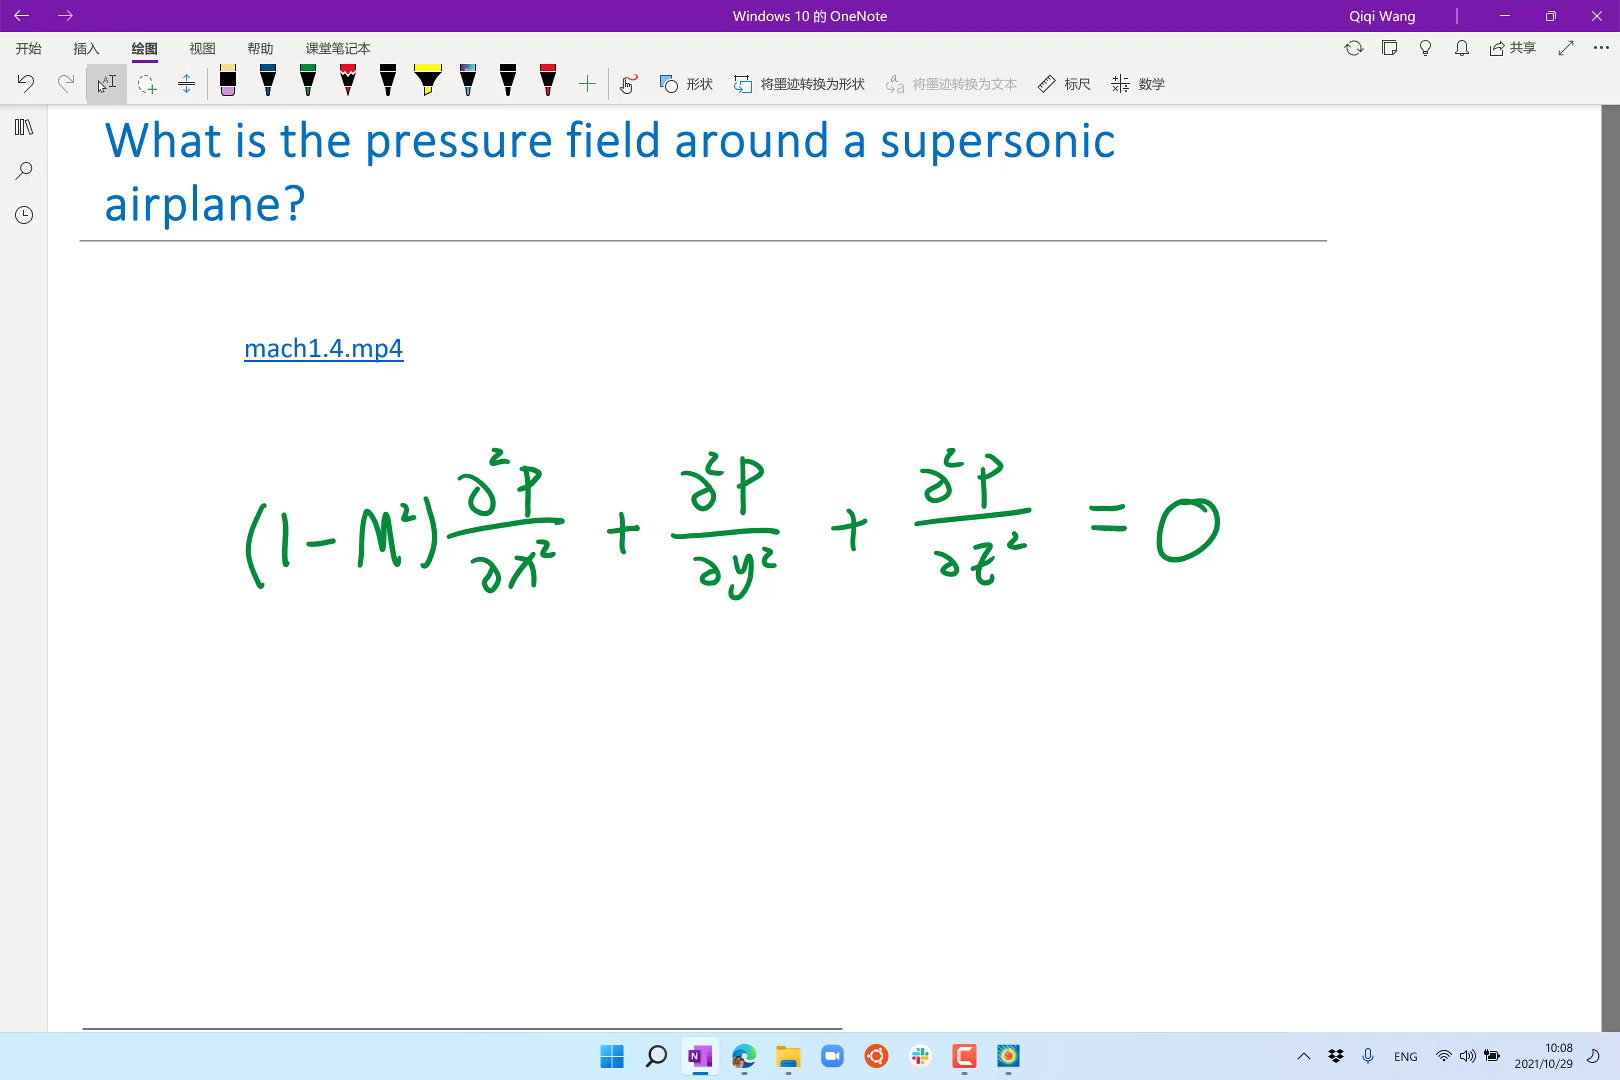 Windows 10 的 OneNote
Qiqi Wang
开始 插入 绘图 视图 帮助 课堂笔记本
共享
形状 将墨迹转换为形状 将墨迹转换为文本 标尺 数学
What is the pressure field around a supersonic
airplane?
mach1.4.mp4
(1-M²) ∂²P/∂x² + ∂²P/∂y² + ∂²P/∂z² = 0
ENG
10:08
2021/10/29